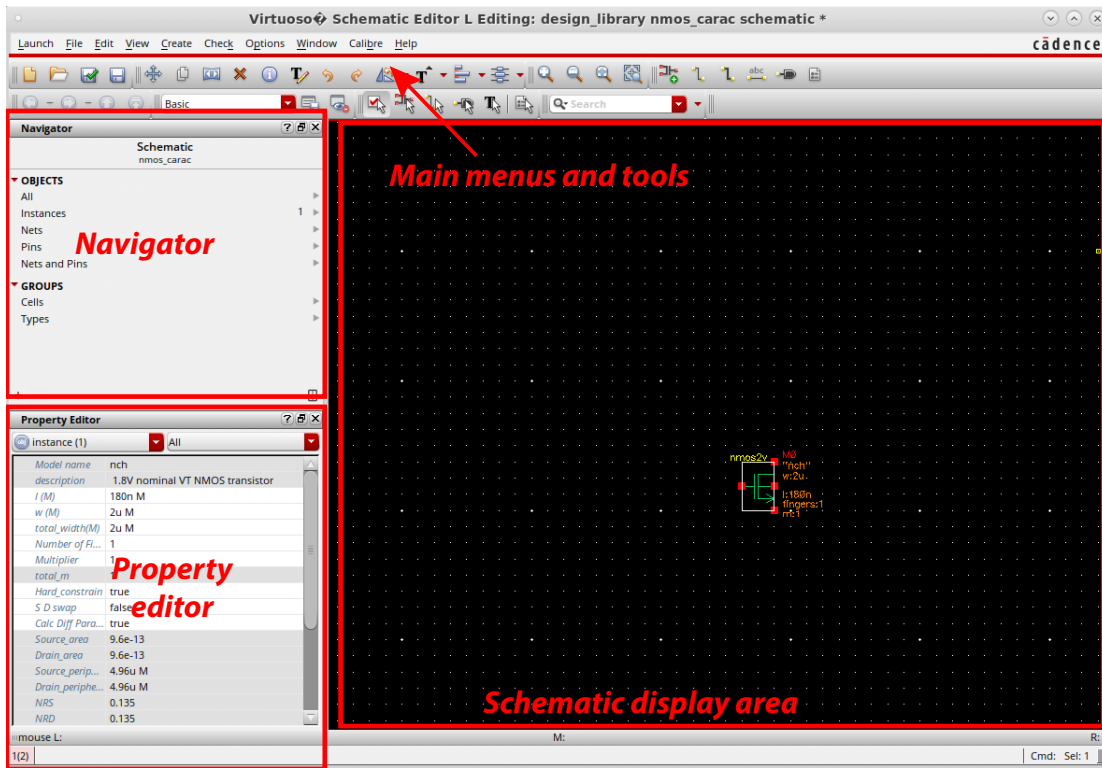 Virtuoso� Schematic Editor L Editing: design_library nmos_carac schematic *
Launch File Edit View Create Check Options Window Calibre Help
cādence
Basic
Search
Navigator
Schematic
nmos_carac
OBJECTS
All
Instances 1
Nets
Pins
Nets and Pins
GROUPS
Cells
Types
Navigator
Main menus and tools
Property Editor
instance (1) All
Model name nch
description 1.8V nominal VT NMOS transistor
l (M) 180n M
w (M) 2u M
total_width(M) 2u M
Number of Fi... 1
Multiplier 1
total_m
Hard_constrain true
S D swap false
Calc Diff Para... true
Source_area 9.6e-13
Drain_area 9.6e-13
Source_perip... 4.96u M
Drain_periphe... 4.96u M
NRS 0.135
NRD 0.135
Property
editor
nmos2v
M0
"nch"
w:2u
l:180n
fingers:1
m:1
Schematic display area
mouse L: M: R:
1(2) Cmd: Sel: 1